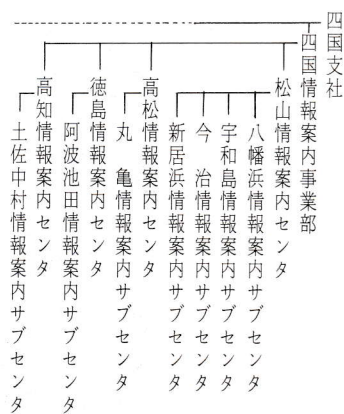 四国支社
四国情報案内事業部
松山情報案内センタ
八幡浜情報案内サブセンタ
宇和島情報案内サブセンタ
今治情報案内サブセンタ
新居浜情報案内サブセンタ
高松情報案内センタ
丸亀情報案内サブセンタ
徳島情報案内センタ
阿波池田情報案内サブセンタ
高知情報案内センタ
土佐中村情報案内サブセンタ